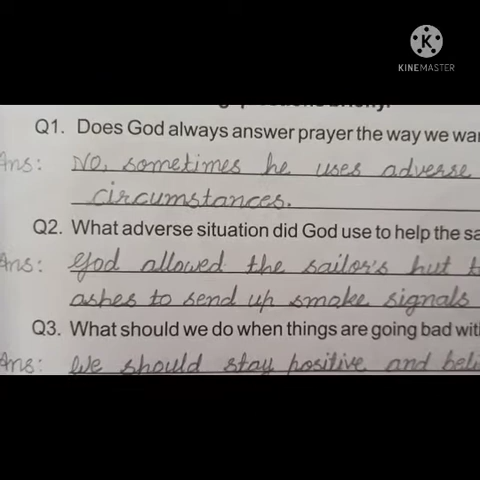 K
KINEMASTER
Q1. Does God always answer prayer the way we wan
Ans: No, sometimes he uses adverse
circumstances.
Q2. What adverse situation did God use to help the sa
Ans: God allowed the sailor's hut t
ashes to send up smoke signals
Q3. What should we do when things are going bad wit
Ans: We should stay positive and beli